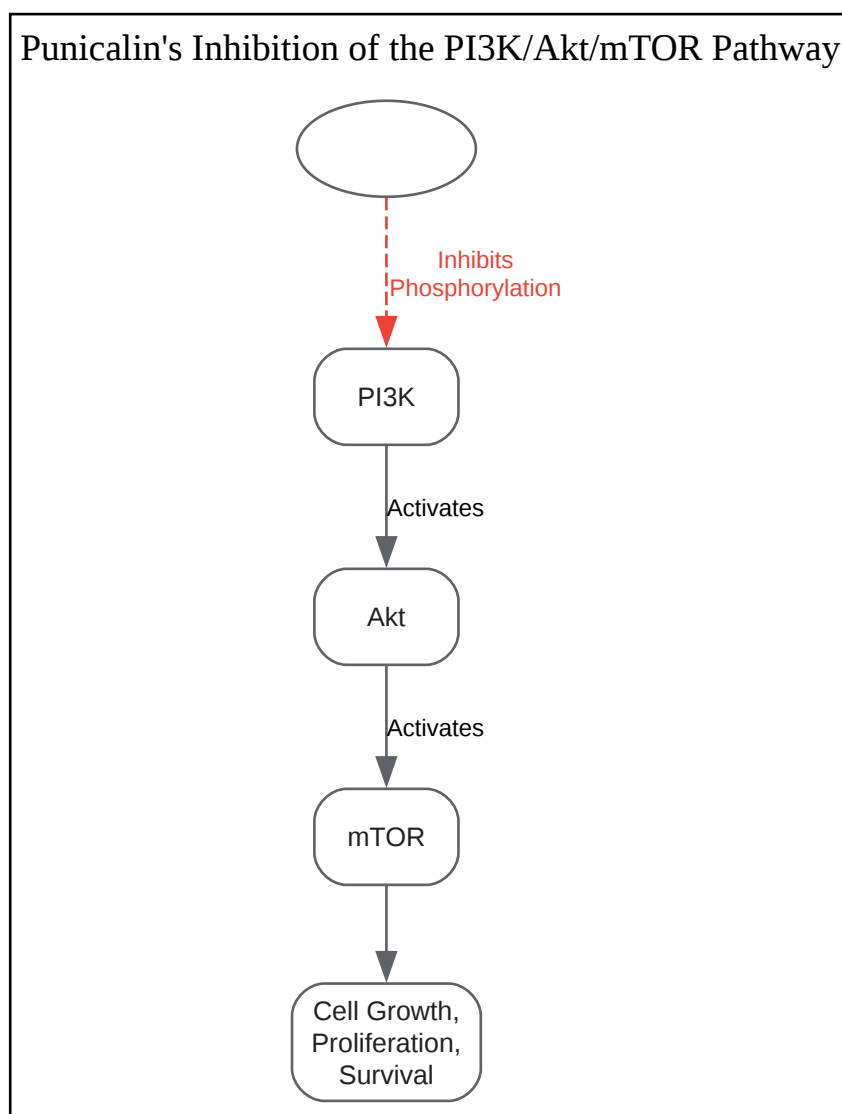 Punicalin's Inhibition of the PI3K/Akt/mTOR Pathway
Inhibits
Phosphorylation
PI3K
Activates
Akt
Activates
mTOR
Cell Growth,
Proliferation,
Survival